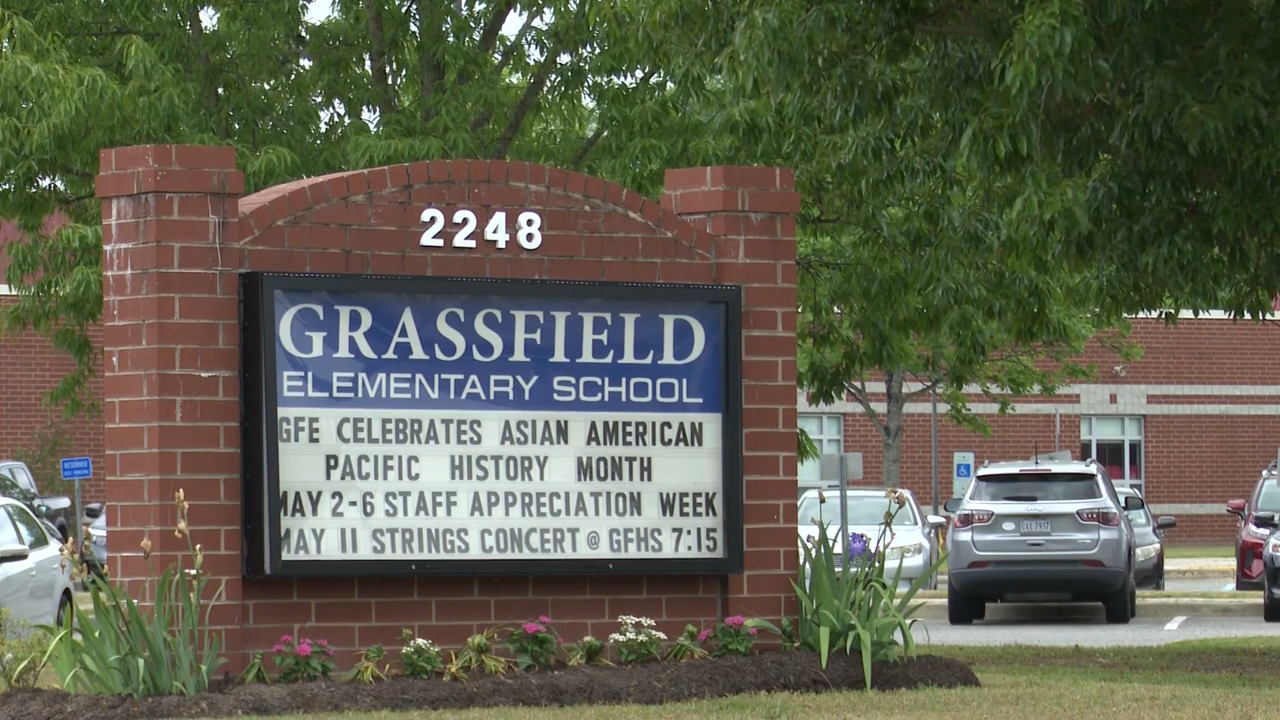 2248
GRASSFIELD
ELEMENTARY SCHOOL
GFE CELEBRATES ASIAN AMERICAN
PACIFIC HISTORY MONTH
MAY 2-6 STAFF APPRECIATION WEEK
MAY 11 STRINGS CONCERT @ GFHS 7:15
RESERVED